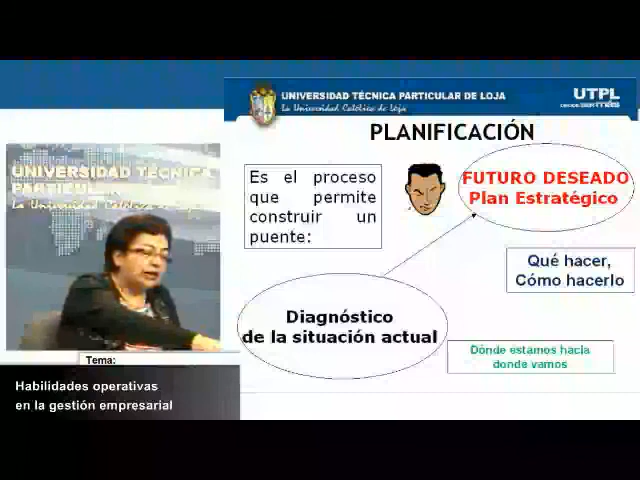 UNIVERSIDAD TÉCNICA PARTICULAR DE LOJA
La Universidad Católica de Loja
UTPL
PLANIFICACIÓN
Es el proceso
que permite
construir un
puente:
FUTURO DESEADO
Plan Estratégico
Qué hacer,
Cómo hacerlo
Diagnóstico
de la situación actual
Dónde estamos hacia
donde vamos
UNIVERSIDAD TÉCNICA
PARTICULAR
La Universidad Católica de Loja
Tema:
Habilidades operativas
en la gestión empresarial